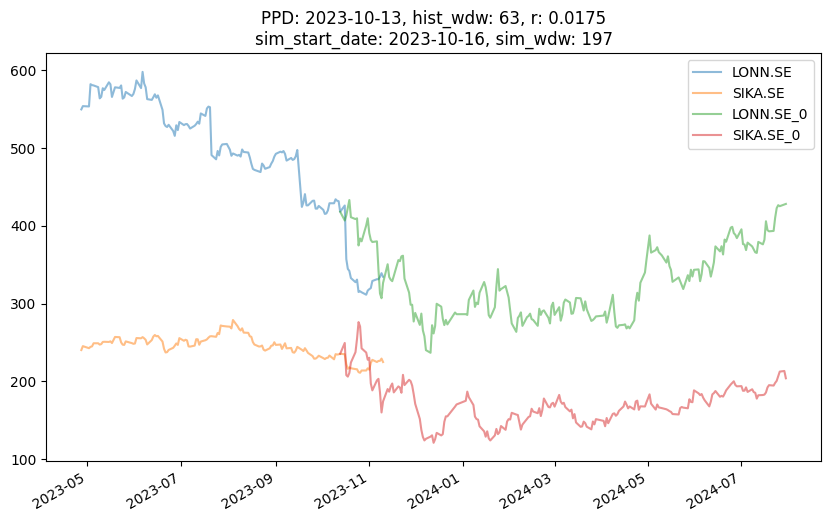 PPD: 2023-10-13, hist_wdw: 63, r: 0.0175
sim_start_date: 2023-10-16, sim_wdw: 197
LONN.SE
SIKA.SE
LONN.SE_0
SIKA.SE_0
600
500
400
300
200
100
2023-05
2023-07
2023-09
2023-11
2024-01
2024-03
2024-05
2024-07